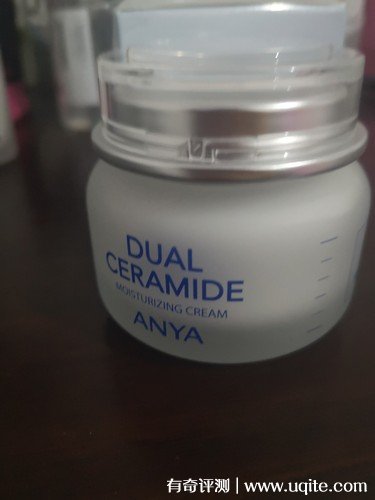 DUAL
CERAMIDE
MOISTURIZING CREAM
ANYA
有奇评测 | www.uqite.com